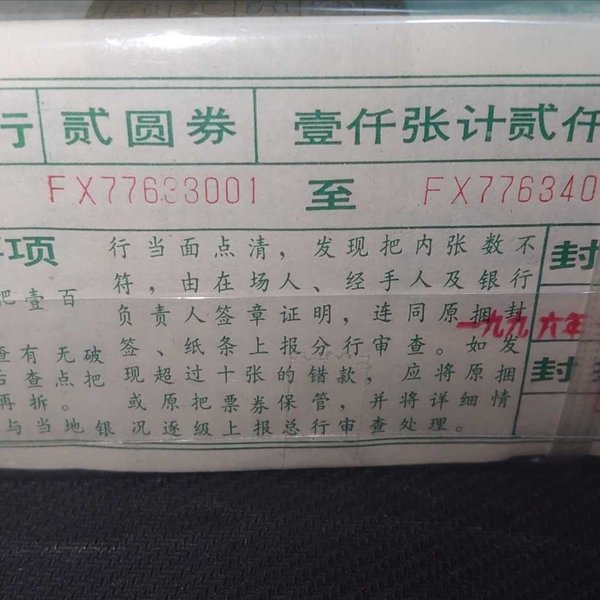 行 贰圆券 壹仟张计贰仟
FX77633001 至 FX776340
事项 行当面点清，发现把内张数不 封
把壹百 符，由在场人、经手人及银行
负责人签章证明，连同原捆封 一九九六年
查有无破 签、纸条上报分行审查。如发
后查点把 现超过十张的错款，应将原捆 封
再拆。 或原把票券保管，并将详细情
与当地银 况逐级上报总行审查处理。